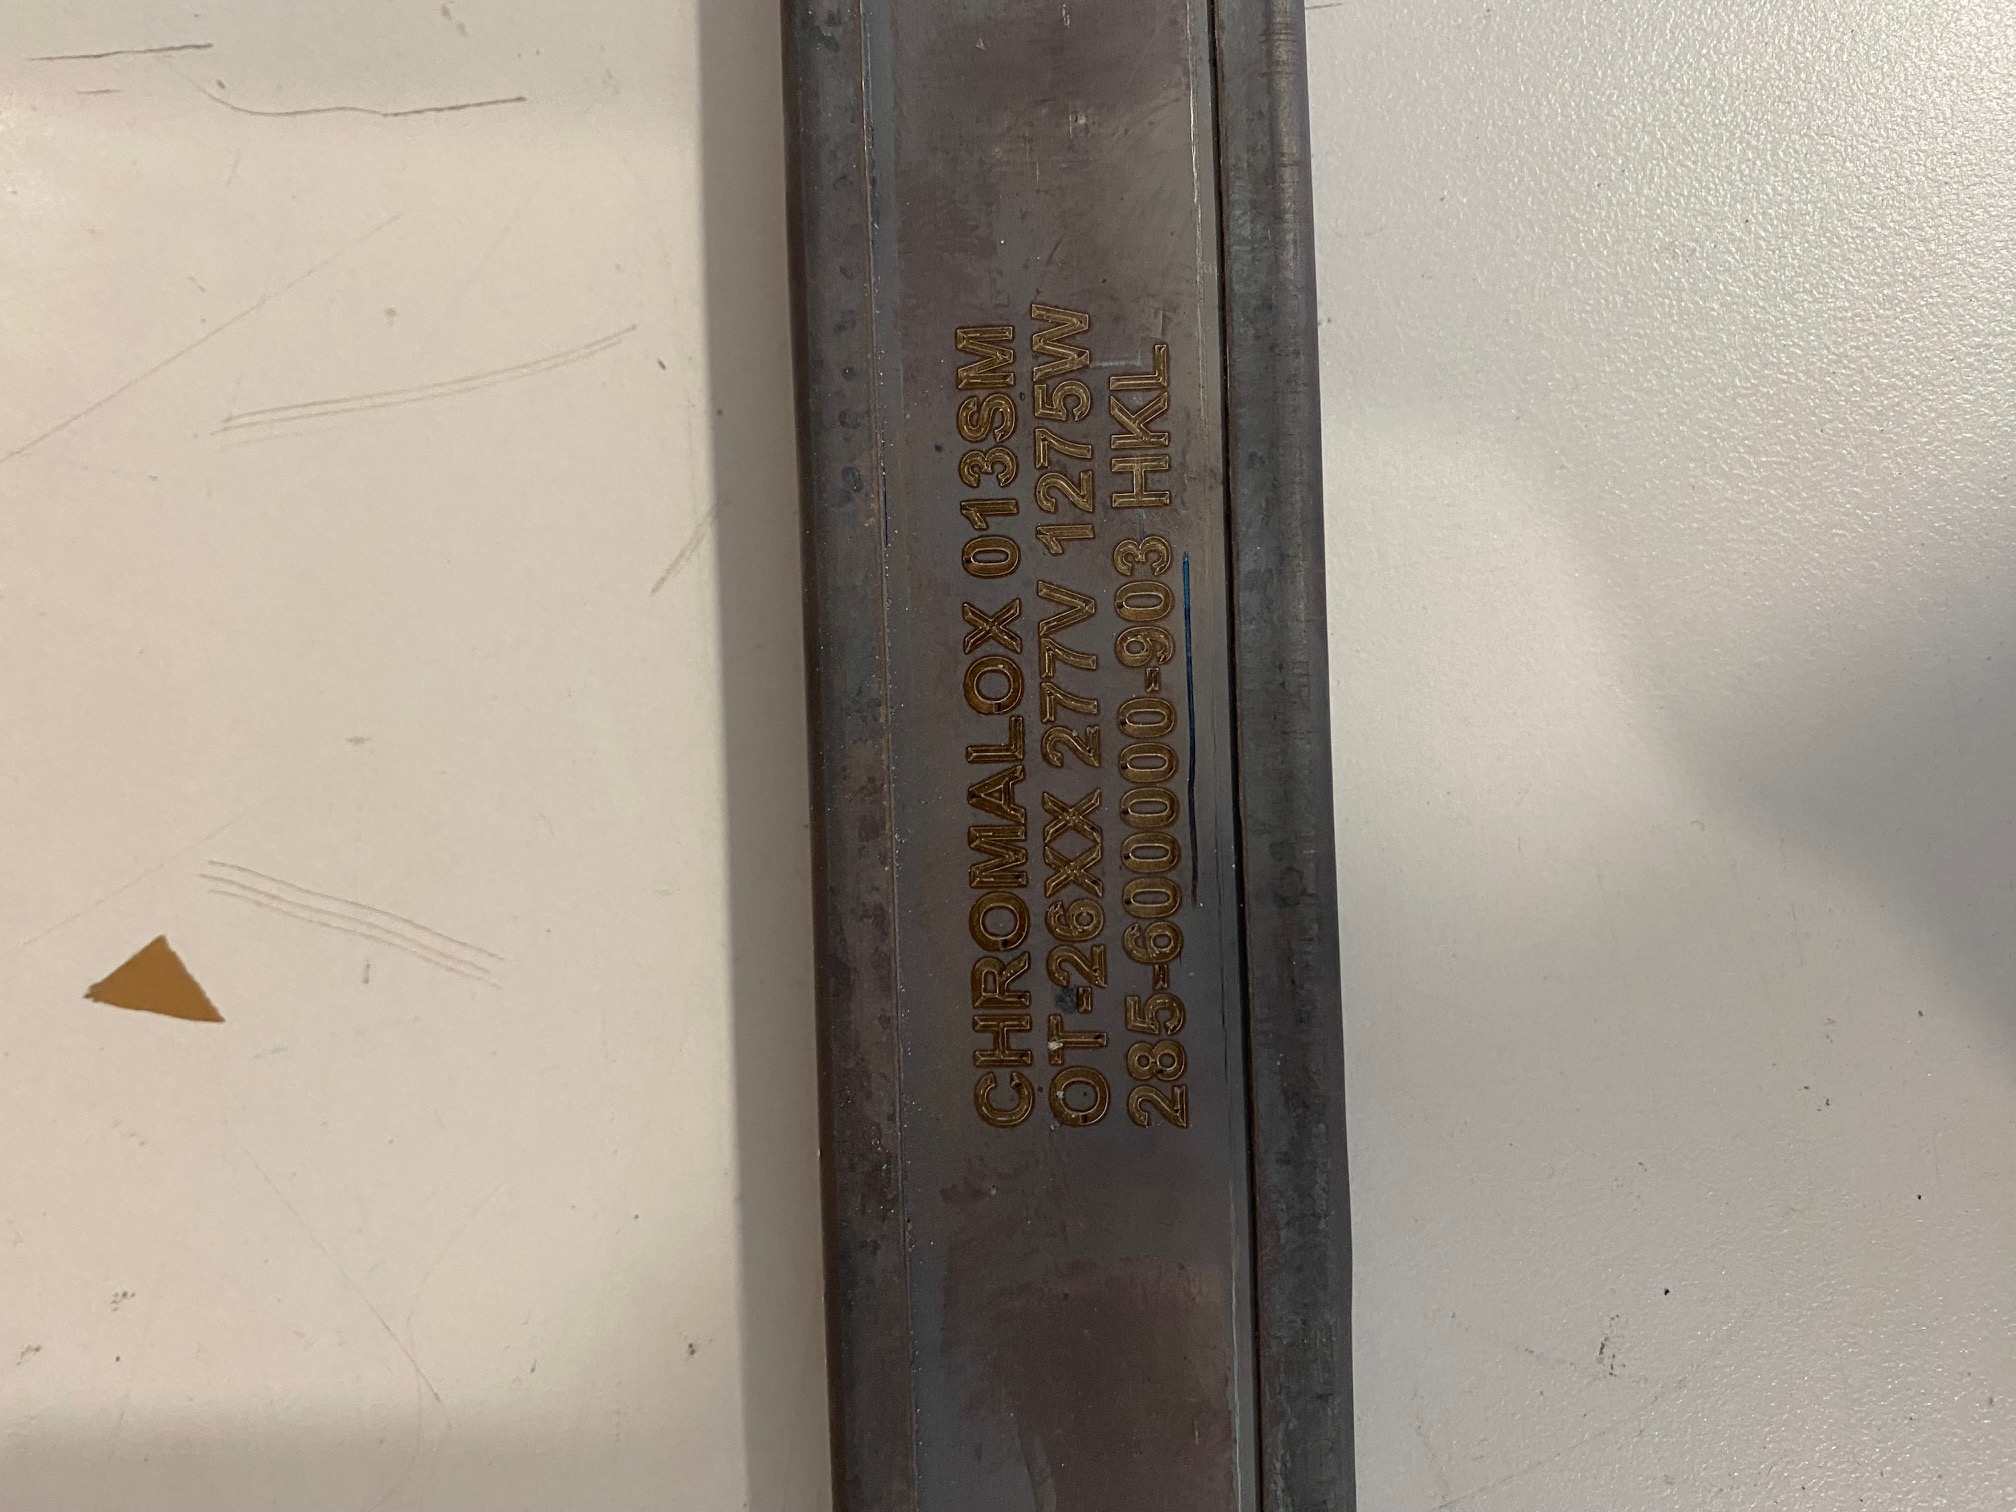 CHROMALOX 013SM
OT-26XX 277V 1275W
285-600000-903 HKL